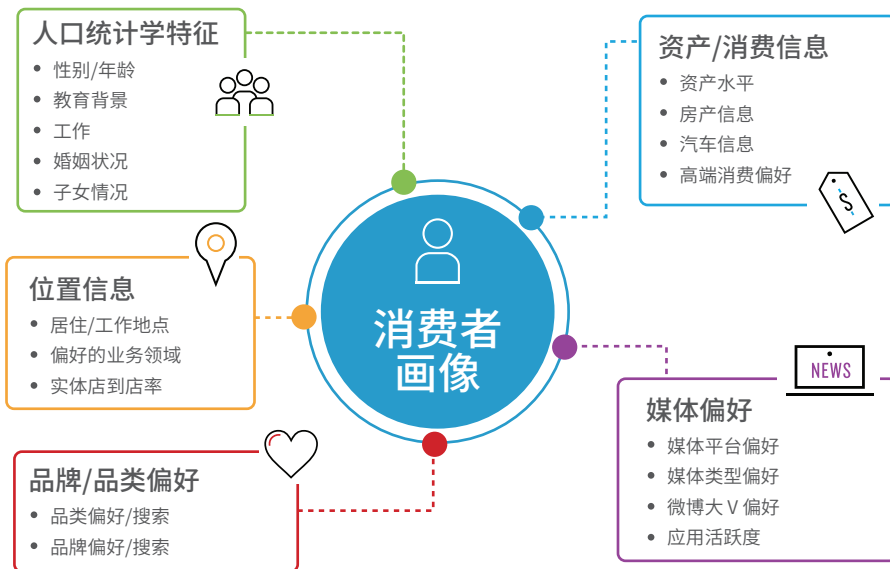 人口统计学特征
• 性别/年龄
• 教育背景
• 工作
• 婚姻状况
• 子女情况
资产/消费信息
• 资产水平
• 房产信息
• 汽车信息
• 高端消费偏好
$
位置信息
• 居住/工作地点
• 偏好的业务领域
• 实体店到店率
消费者
画像
NEWS
媒体偏好
• 媒体平台偏好
• 媒体类型偏好
• 微博大 V 偏好
• 应用活跃度
品牌/品类偏好
• 品类偏好/搜索
• 品牌偏好/搜索